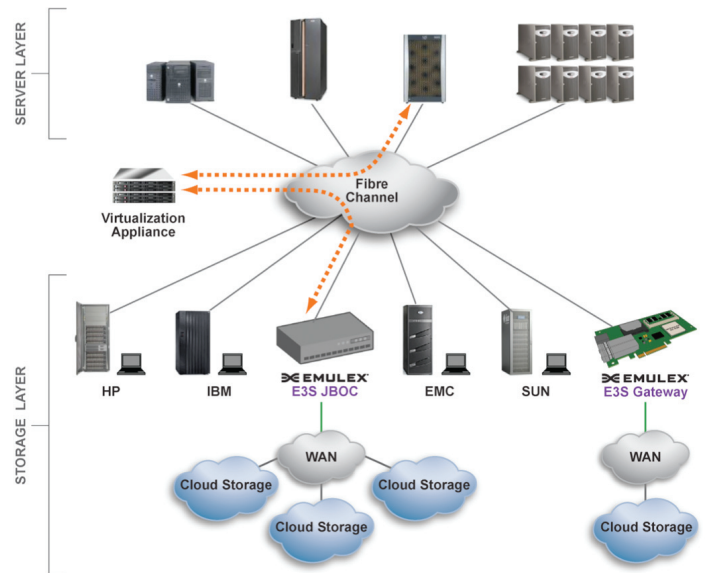 SERVER LAYER
Fibre
Channel
Virtualization
Appliance
STORAGE LAYER
HP
IBM
EMULEX
E3S JBOC
EMC
SUN
EMULEX
E3S Gateway
WAN
WAN
Cloud Storage
Cloud Storage
Cloud Storage
Cloud Storage